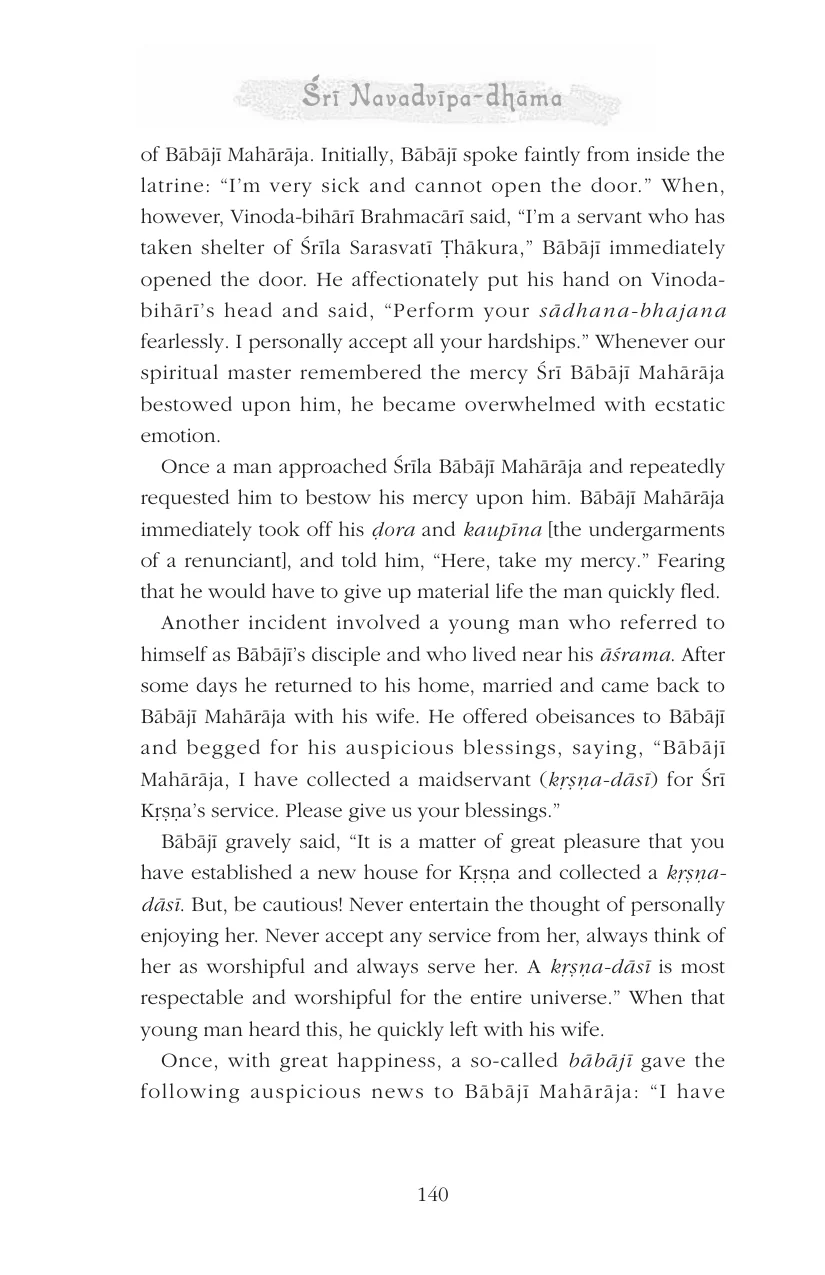 Śrī Navadvīpa-dhāma
of Bābājī Mahārāja. Initially, Bābājī spoke faintly from inside the
latrine: “I’m very sick and cannot open the door.” When,
however, Vinoda-bihārī Brahmacārī said, “I’m a servant who has
taken shelter of Śrīla Sarasvatī Ṭhākura,” Bābājī immediately
opened the door. He affectionately put his hand on Vinoda-
bihārī’s head and said, “Perform your sādhana-bhajana
fearlessly. I personally accept all your hardships.” Whenever our
spiritual master remembered the mercy Śrī Bābājī Mahārāja
bestowed upon him, he became overwhelmed with ecstatic
emotion.
Once a man approached Śrīla Bābājī Mahārāja and repeatedly
requested him to bestow his mercy upon him. Bābājī Mahārāja
immediately took off his ḍora and kaupīna [the undergarments
of a renunciant], and told him, “Here, take my mercy.” Fearing
that he would have to give up material life the man quickly fled.
Another incident involved a young man who referred to
himself as Bābājī’s disciple and who lived near his āśrama. After
some days he returned to his home, married and came back to
Bābājī Mahārāja with his wife. He offered obeisances to Bābājī
and begged for his auspicious blessings, saying, “Bābājī
Mahārāja, I have collected a maidservant (kṛṣṇa-dāsī) for Śrī
Kṛṣṇa’s service. Please give us your blessings.”
Bābājī gravely said, “It is a matter of great pleasure that you
have established a new house for Kṛṣṇa and collected a kṛṣṇa-
dāsī. But, be cautious! Never entertain the thought of personally
enjoying her. Never accept any service from her, always think of
her as worshipful and always serve her. A kṛṣṇa-dāsī is most
respectable and worshipful for the entire universe.” When that
young man heard this, he quickly left with his wife.
Once, with great happiness, a so-called bābājī gave the
following auspicious news to Bābājī Mahārāja: “I have
140